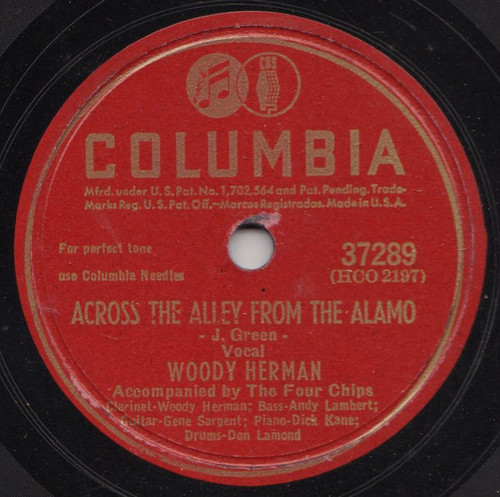 CBS
COLUMBIA
Mfrd. under U.S. Pat. No. 1,702,564 and Pat. Pending. Trade-
Marks Reg. U.S. Pat. Off.-Marcas Registradas. Made in U.S.A.
For perfect tone
use Columbia Needles
37289
(HCO 2197)
ACROSS THE ALLEY FROM THE ALAMO
- J. Green -
Vocal
WOODY HERMAN
Accompanied by The Four Chips
Clarinet-Woody Herman; Bass-Andy Lambert;
Guitar-Gene Sargent; Piano-Dick Kane;
Drums-Don Lamond